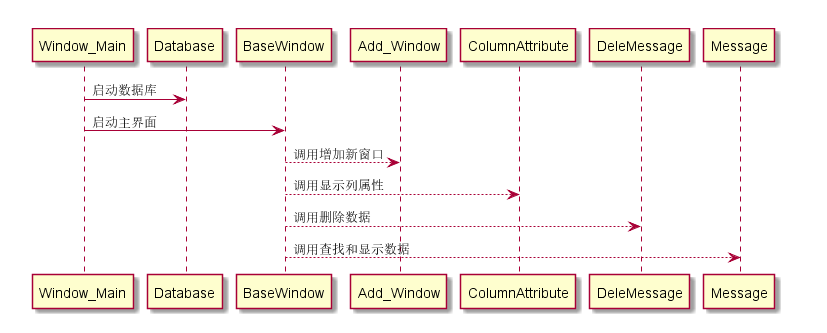 Window_Main Database BaseWindow Add_Window ColumnAttribute DeleMessage Message
启动数据库
启动主界面
调用增加新窗口
调用显示列属性
调用删除数据
调用查找和显示数据
Window_Main Database BaseWindow Add_Window ColumnAttribute DeleMessage Message